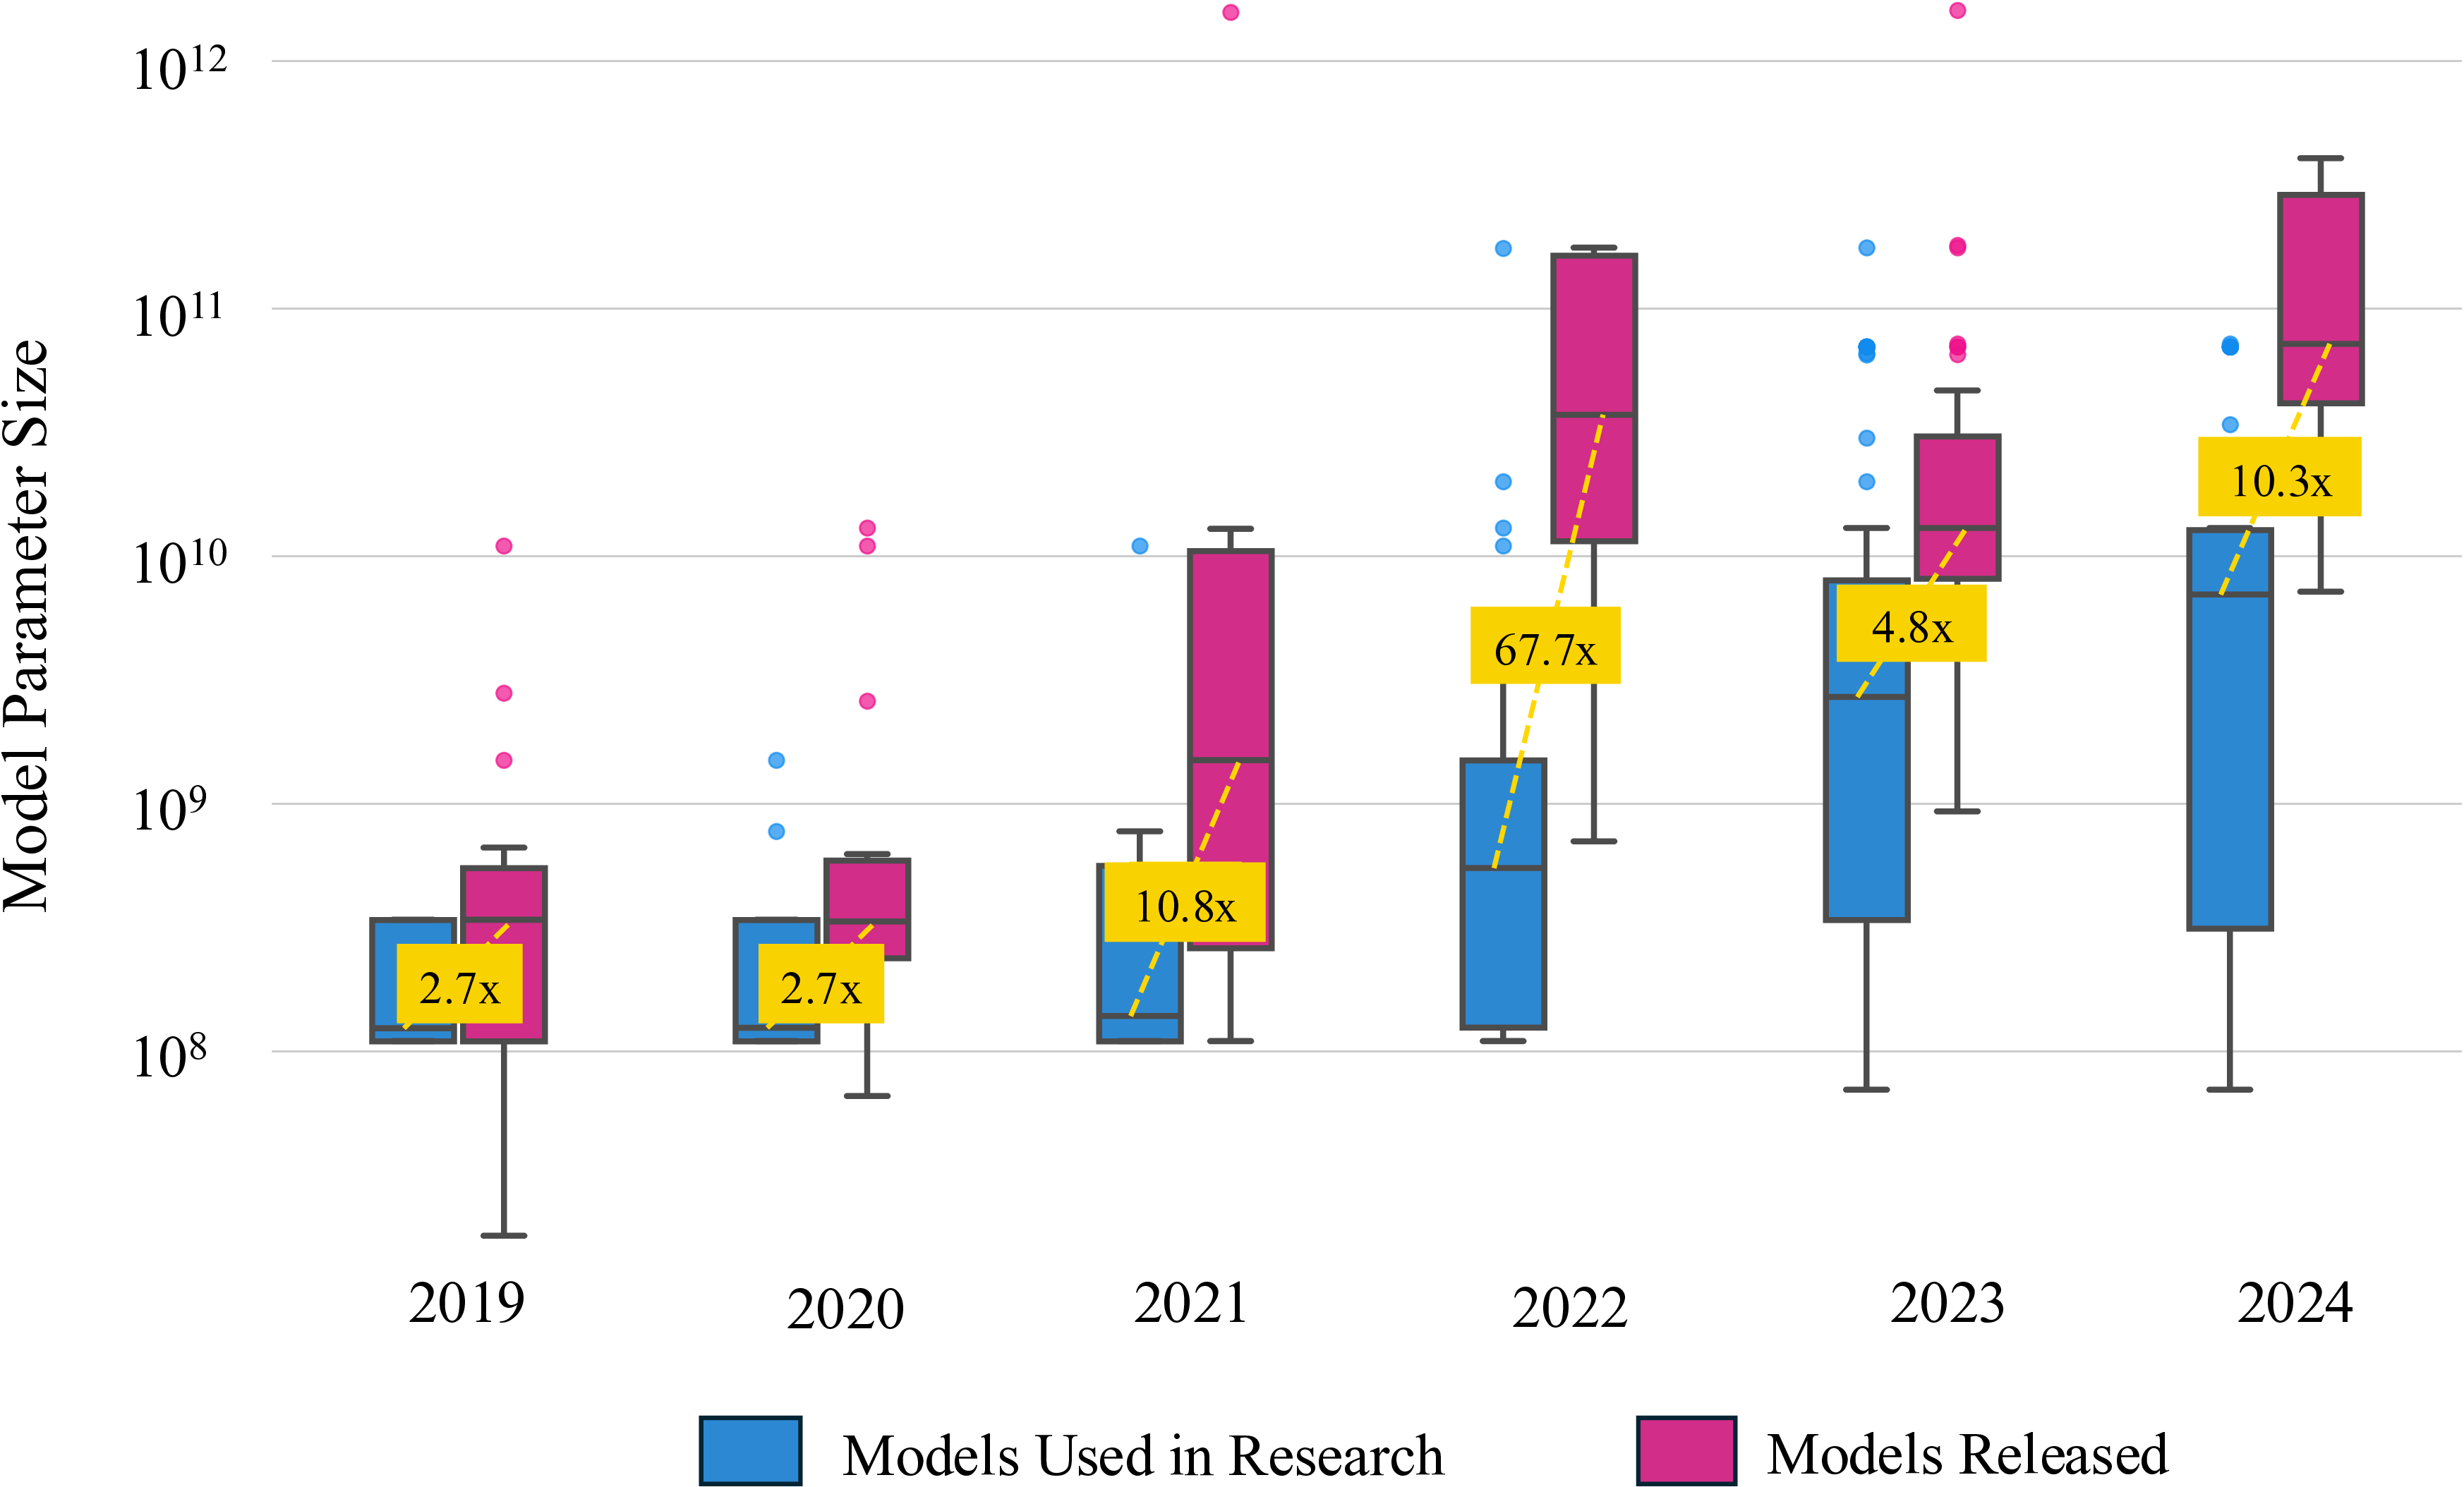 Model Parameter Size
10¹²
10¹¹
10¹⁰
10⁹
10⁸
2.7x
2.7x
10.8x
67.7x
4.8x
10.3x
2019
2020
2021
2022
2023
2024
Models Used in Research
Models Released